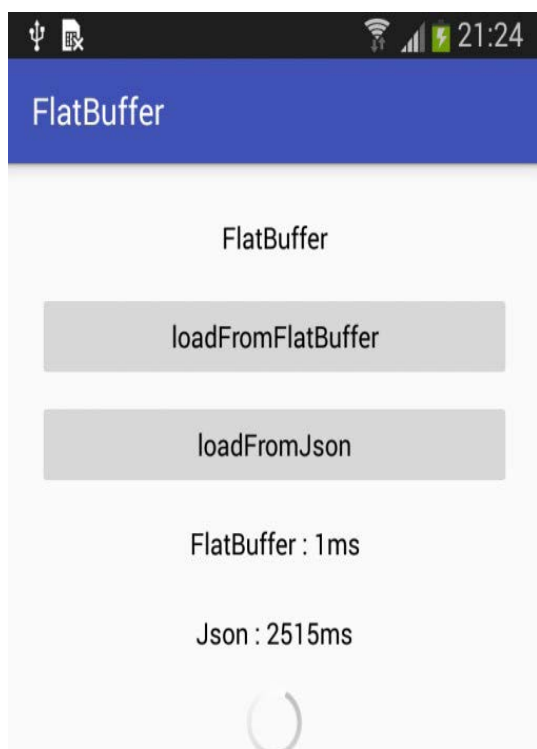 21:24
FlatBuffer
FlatBuffer
loadFromFlatBuffer
loadFromJson
FlatBuffer : 1ms
Json : 2515ms